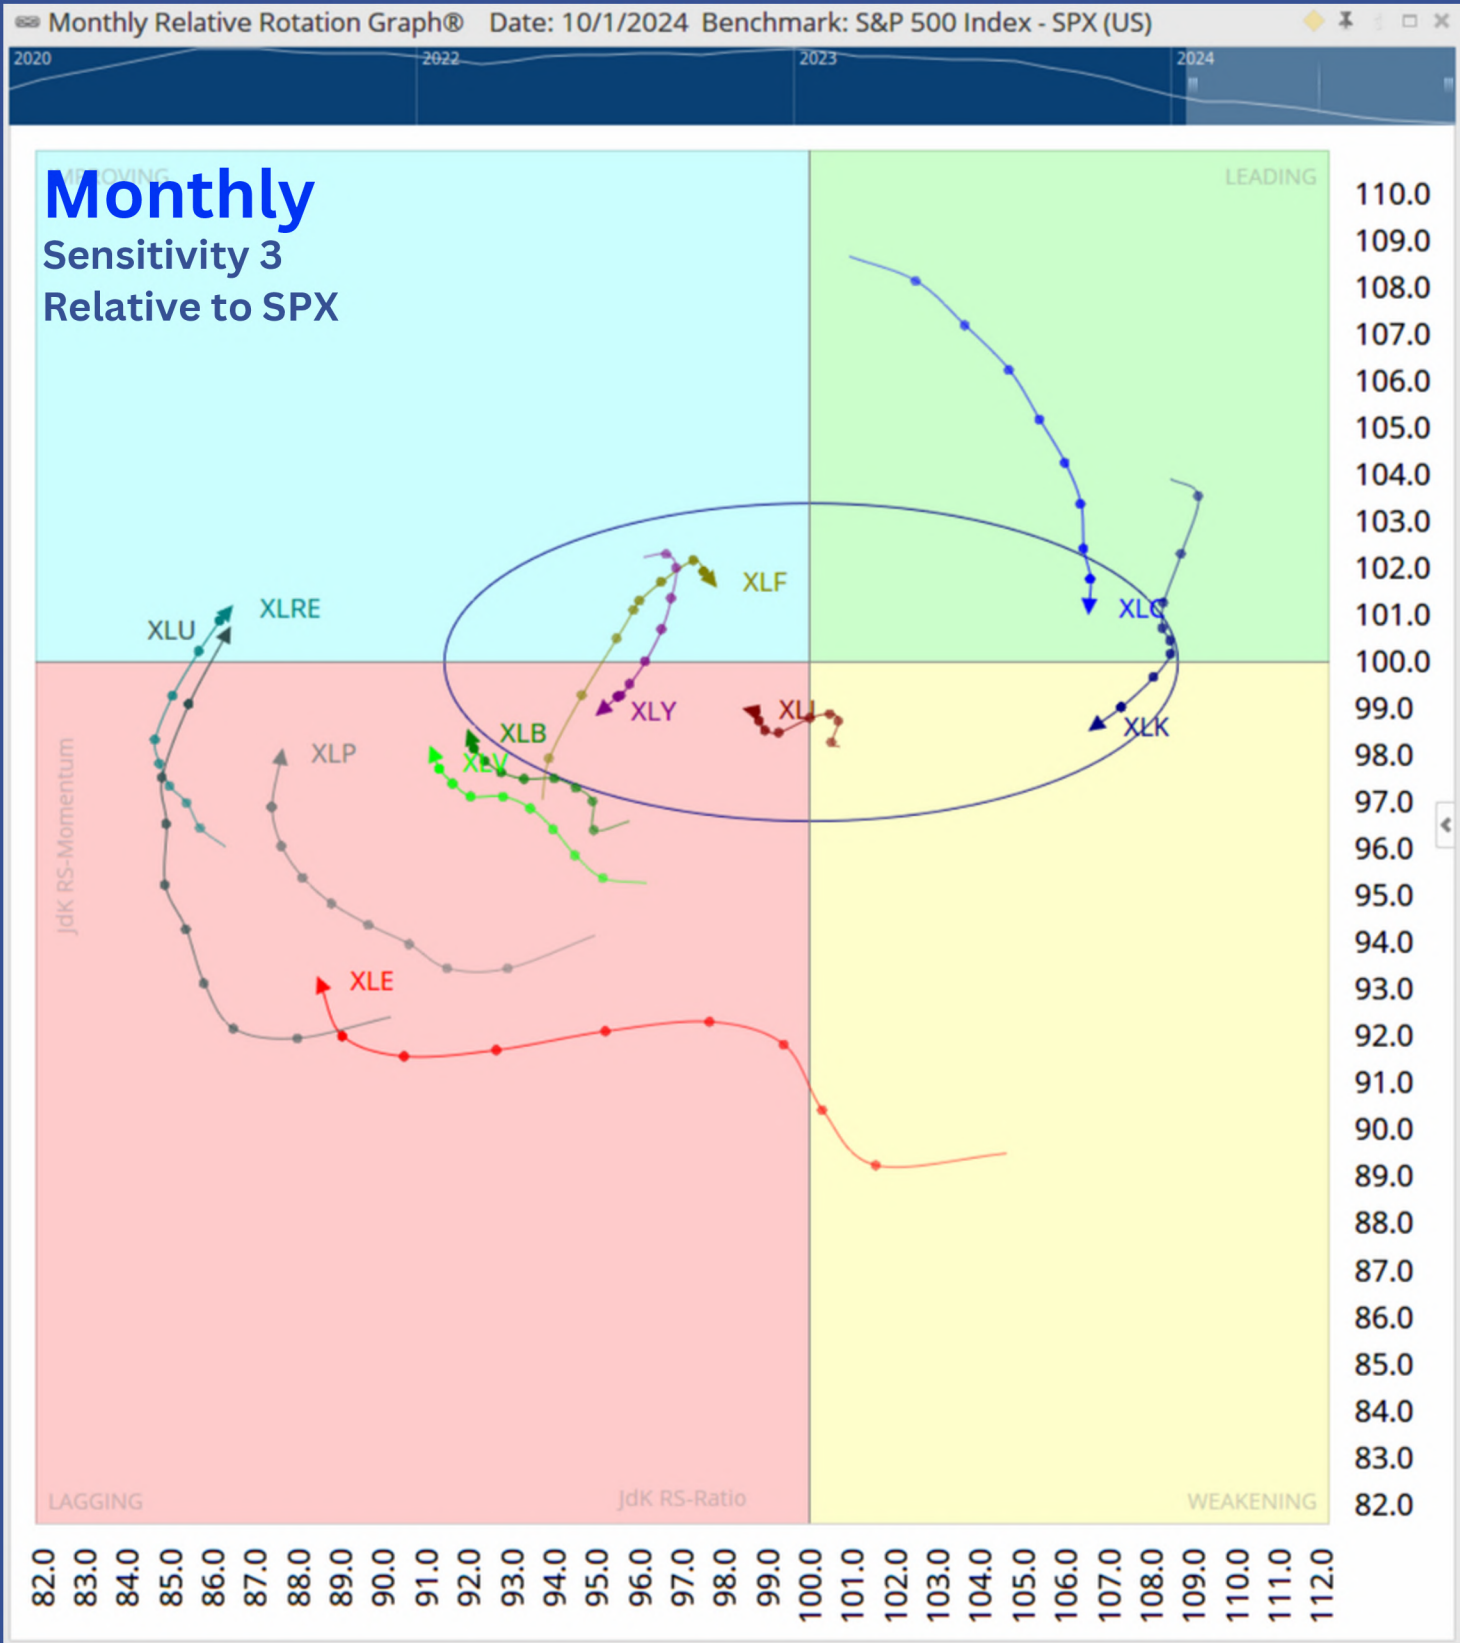 Monthly Relative Rotation Graph® Date: 10/1/2024 Benchmark: S&P 500 Index - SPX (US)
2020 2022 2023 2024
IMPROVING LEADING
Monthly
Sensitivity 3
Relative to SPX
XLF
XLRE
XLC
XLU
XLY
XLI
XLK
XLB
XLP
XLV
XLE
JdK RS-Momentum
LAGGING
JdK RS-Ratio
WEAKENING
110.0
109.0
108.0
107.0
106.0
105.0
104.0
103.0
102.0
101.0
100.0
99.0
98.0
97.0
96.0
95.0
94.0
93.0
92.0
91.0
90.0
89.0
88.0
87.0
86.0
85.0
84.0
83.0
82.0
82.0 83.0 84.0 85.0 86.0 87.0 88.0 89.0 90.0 91.0 92.0 93.0 94.0 95.0 96.0 97.0 98.0 99.0 100.0 101.0 102.0 103.0 104.0 105.0 106.0 107.0 108.0 109.0 110.0 111.0 112.0